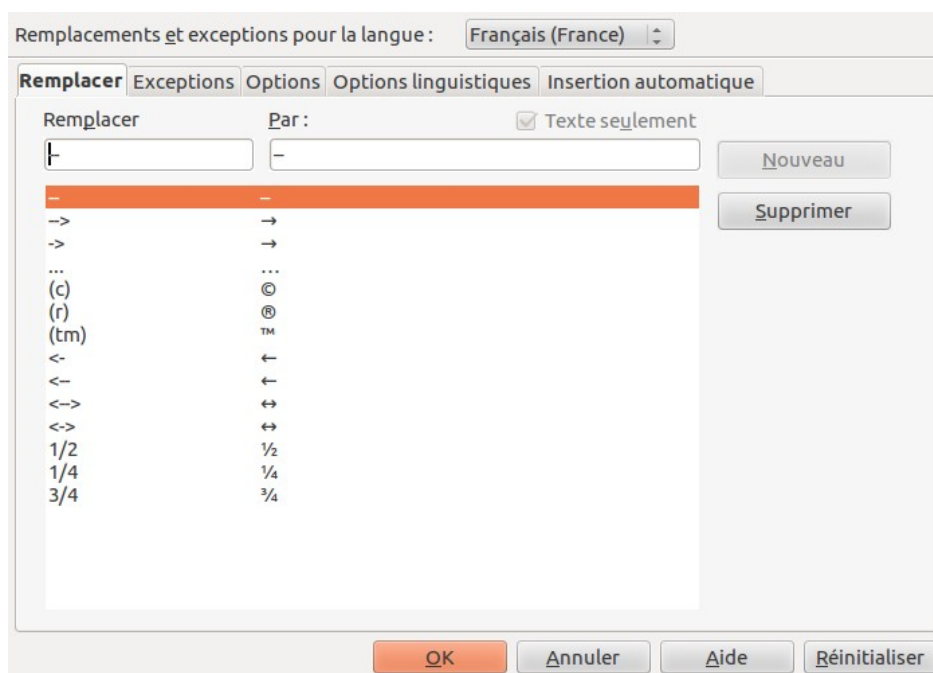 Remplacements et exceptions pour la langue : Français (France)
Remplacer Exceptions Options Options linguistiques Insertion automatique
Remplacer Par : Texte seulement
– –
Nouveau
– –
Supprimer
--> →
-> →
... …
(c) ©
(r) ®
(tm) ™
<- ←
<-- ←
<--> ↔
<-> ↔
1/2 ½
1/4 ¼
3/4 ¾
OK Annuler Aide Réinitialiser